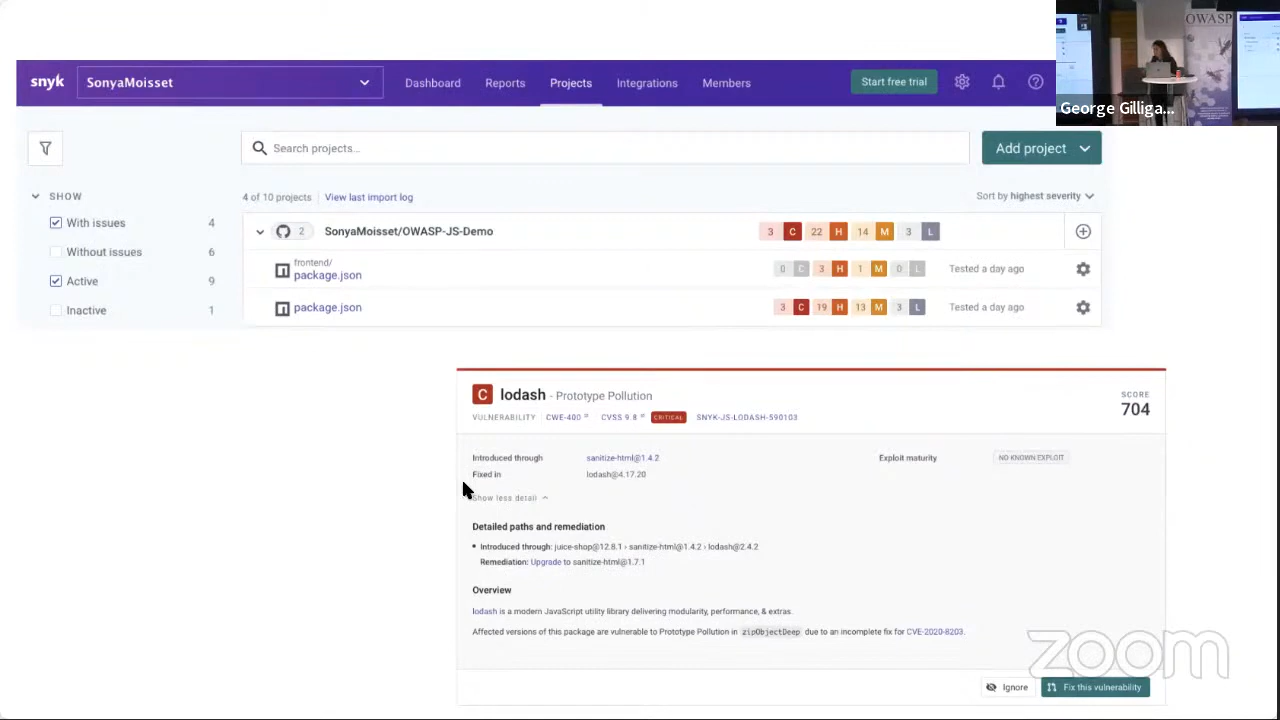 snyk
SonyaMoisset
Dashboard
Reports
Projects
Integrations
Members
Start free trial
OWASP
George Gilliga...
Search projects...
Add project
SHOW
4 of 10 projects
View last import log
Sort by highest severity
With issues 4
2 SonyaMoisset/OWASP-JS-Demo
3 C 22 H 14 M 3 L
Without issues 6
frontend/
package.json
0 C 3 H 1 M 0 L
Tested a day ago
Active 9
Inactive 1
package.json
3 C 19 H 13 M 3 L
Tested a day ago
C lodash - Prototype Pollution
SCORE
704
VULNERABILITY CWE-400 CVSS 9.8 CRITICAL SNYK-JS-LODASH-590103
Introduced through sanitize-html@1.4.2
Exploit maturity NO KNOWN EXPLOIT
Fixed in lodash@4.17.20
Show less detail
Detailed paths and remediation
• Introduced through: juice-shop@12.8.1 › sanitize-html@1.4.2 › lodash@2.4.2
Remediation: Upgrade to sanitize-html@1.7.1
Overview
lodash is a modern JavaScript utility library delivering modularity, performance, & extras.
Affected versions of this package are vulnerable to Prototype Pollution in zipObjectDeep due to an incomplete fix for CVE-2020-8203.
zoom
Ignore
Fix this vulnerability